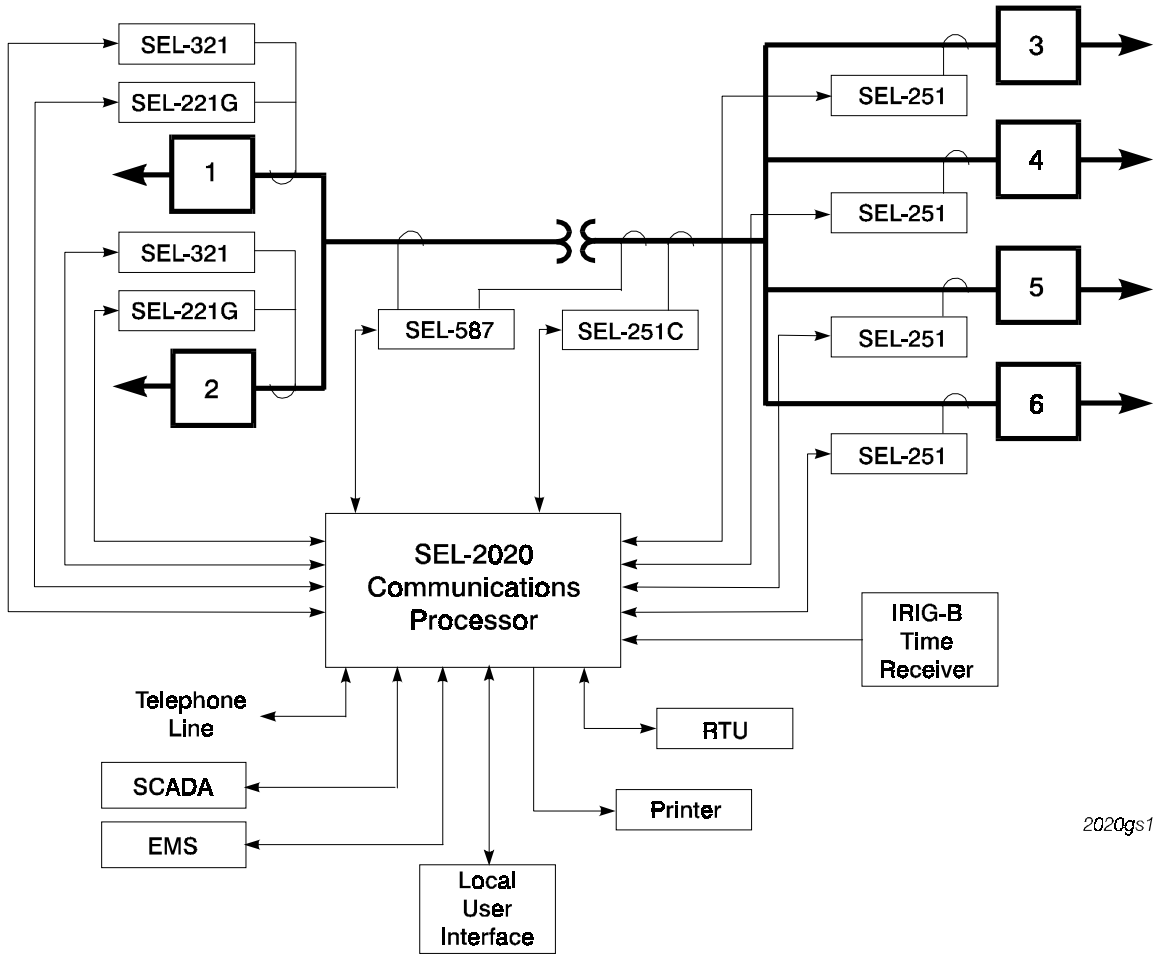 SEL-321
SEL-221G
1
SEL-321
SEL-221G
2
SEL-587
SEL-251C
3
SEL-251
4
SEL-251
5
SEL-251
6
SEL-251
SEL-2020
Communications
Processor
IRIG-B
Time
Receiver
Telephone
Line
RTU
SCADA
Printer
EMS
Local
User
Interface
2020gs1